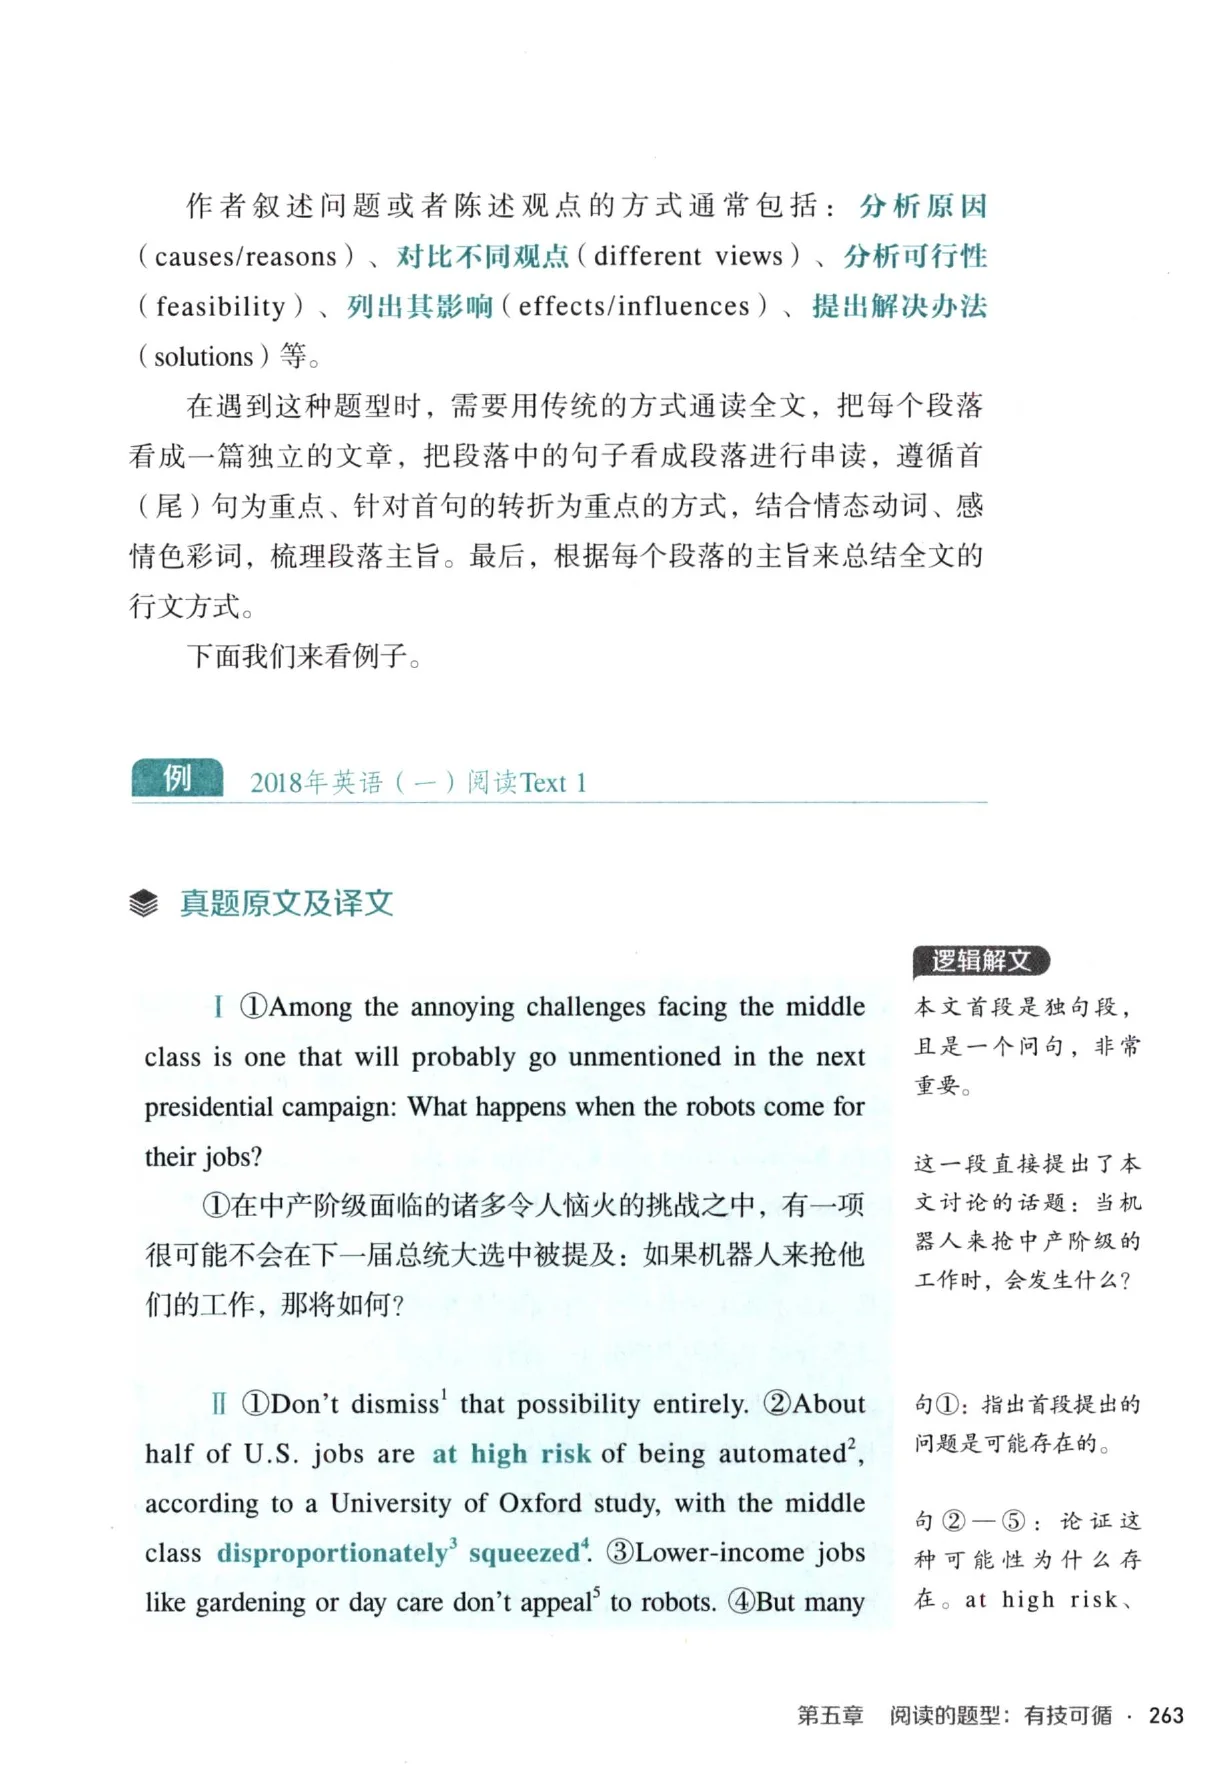 作者叙述问题或者陈述观点的方式通常包括：分析原因
（causes/reasons）、对比不同观点（different views）、分析可行性
（feasibility）、列出其影响（effects/influences）、提出解决办法
（solutions）等。
在遇到这种题型时，需要用传统的方式通读全文，把每个段落
看成一篇独立的文章，把段落中的句子看成段落进行串读，遵循首
（尾）句为重点、针对首句的转折为重点的方式，结合情态动词、感
情色彩词，梳理段落主旨。最后，根据每个段落的主旨来总结全文的
行文方式。
下面我们来看例子。
例 2018年英语（一）阅读Text 1
真题原文及译文
Ⅰ ①Among the annoying challenges facing the middle
class is one that will probably go unmentioned in the next
presidential campaign: What happens when the robots come for
their jobs?
①在中产阶级面临的诸多令人恼火的挑战之中，有一项
很可能不会在下一届总统大选中被提及：如果机器人来抢他
们的工作，那将如何？
Ⅱ ①Don't dismiss¹ that possibility entirely. ②About
half of U.S. jobs are at high risk of being automated²,
according to a University of Oxford study, with the middle
class disproportionately³ squeezed⁴. ③Lower-income jobs
like gardening or day care don't appeal⁵ to robots. ④But many
逻辑解文
本文首段是独句段，
且是一个问句，非常
重要。
这一段直接提出了本
文讨论的话题：当机
器人来抢中产阶级的
工作时，会发生什么？
句①：指出首段提出的
问题是可能存在的。
句②—⑤：论证这
种可能性为什么存
在。at high risk、
第五章 阅读的题型：有技可循 · 263